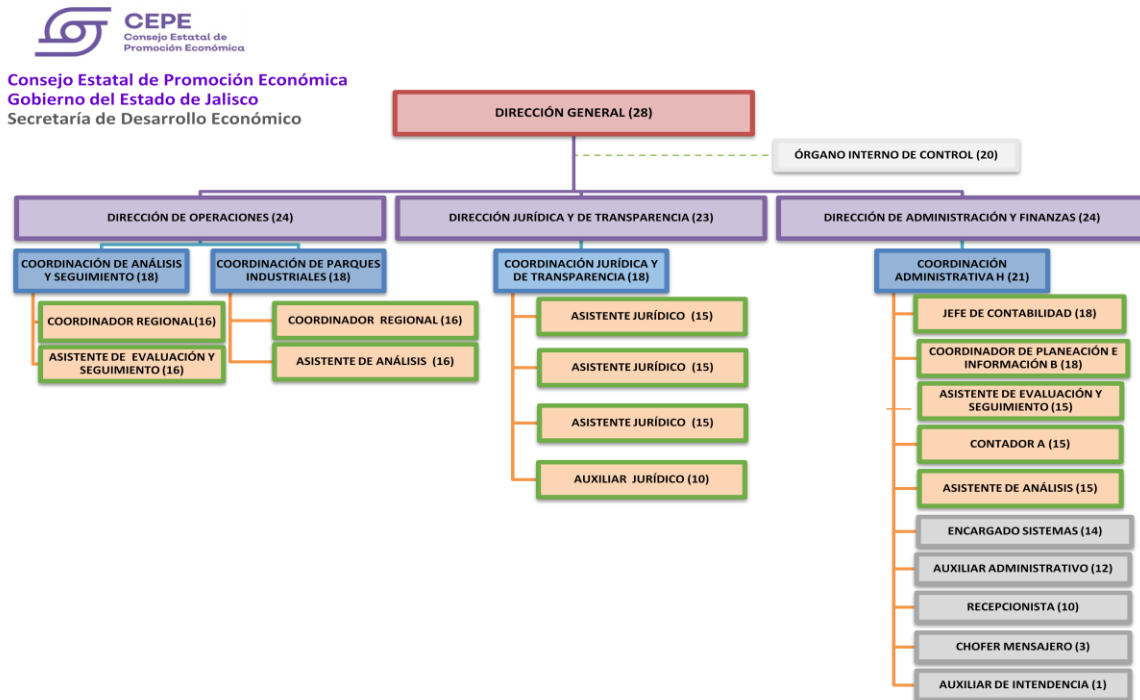 CEPE
Consejo Estatal de
Promoción Económica
Consejo Estatal de Promoción Económica
Gobierno del Estado de Jalisco
Secretaría de Desarrollo Económico
DIRECCIÓN GENERAL (28)
ÓRGANO INTERNO DE CONTROL (20)
DIRECCIÓN DE OPERACIONES (24)
DIRECCIÓN JURÍDICA Y DE TRANSPARENCIA (23)
DIRECCIÓN DE ADMINISTRACIÓN Y FINANZAS (24)
COORDINACIÓN DE ANÁLISIS
Y SEGUIMIENTO (18)
COORDINACIÓN DE PARQUES
INDUSTRIALES (18)
COORDINACIÓN JURÍDICA Y
DE TRANSPARENCIA (18)
COORDINACIÓN
ADMINISTRATIVA H (21)
COORDINADOR REGIONAL(16)
ASISTENTE DE EVALUACIÓN Y
SEGUIMIENTO (16)
COORDINADOR REGIONAL (16)
ASISTENTE DE ANÁLISIS (16)
ASISTENTE JURÍDICO (15)
ASISTENTE JURÍDICO (15)
ASISTENTE JURÍDICO (15)
AUXILIAR JURÍDICO (10)
JEFE DE CONTABILIDAD (18)
COORDINADOR DE PLANEACIÓN E
INFORMACIÓN B (18)
ASISTENTE DE EVALUACIÓN Y
SEGUIMIENTO (15)
CONTADOR A (15)
ASISTENTE DE ANÁLISIS (15)
ENCARGADO SISTEMAS (14)
AUXILIAR ADMINISTRATIVO (12)
RECEPCIONISTA (10)
CHOFER MENSAJERO (3)
AUXILIAR DE INTENDENCIA (1)